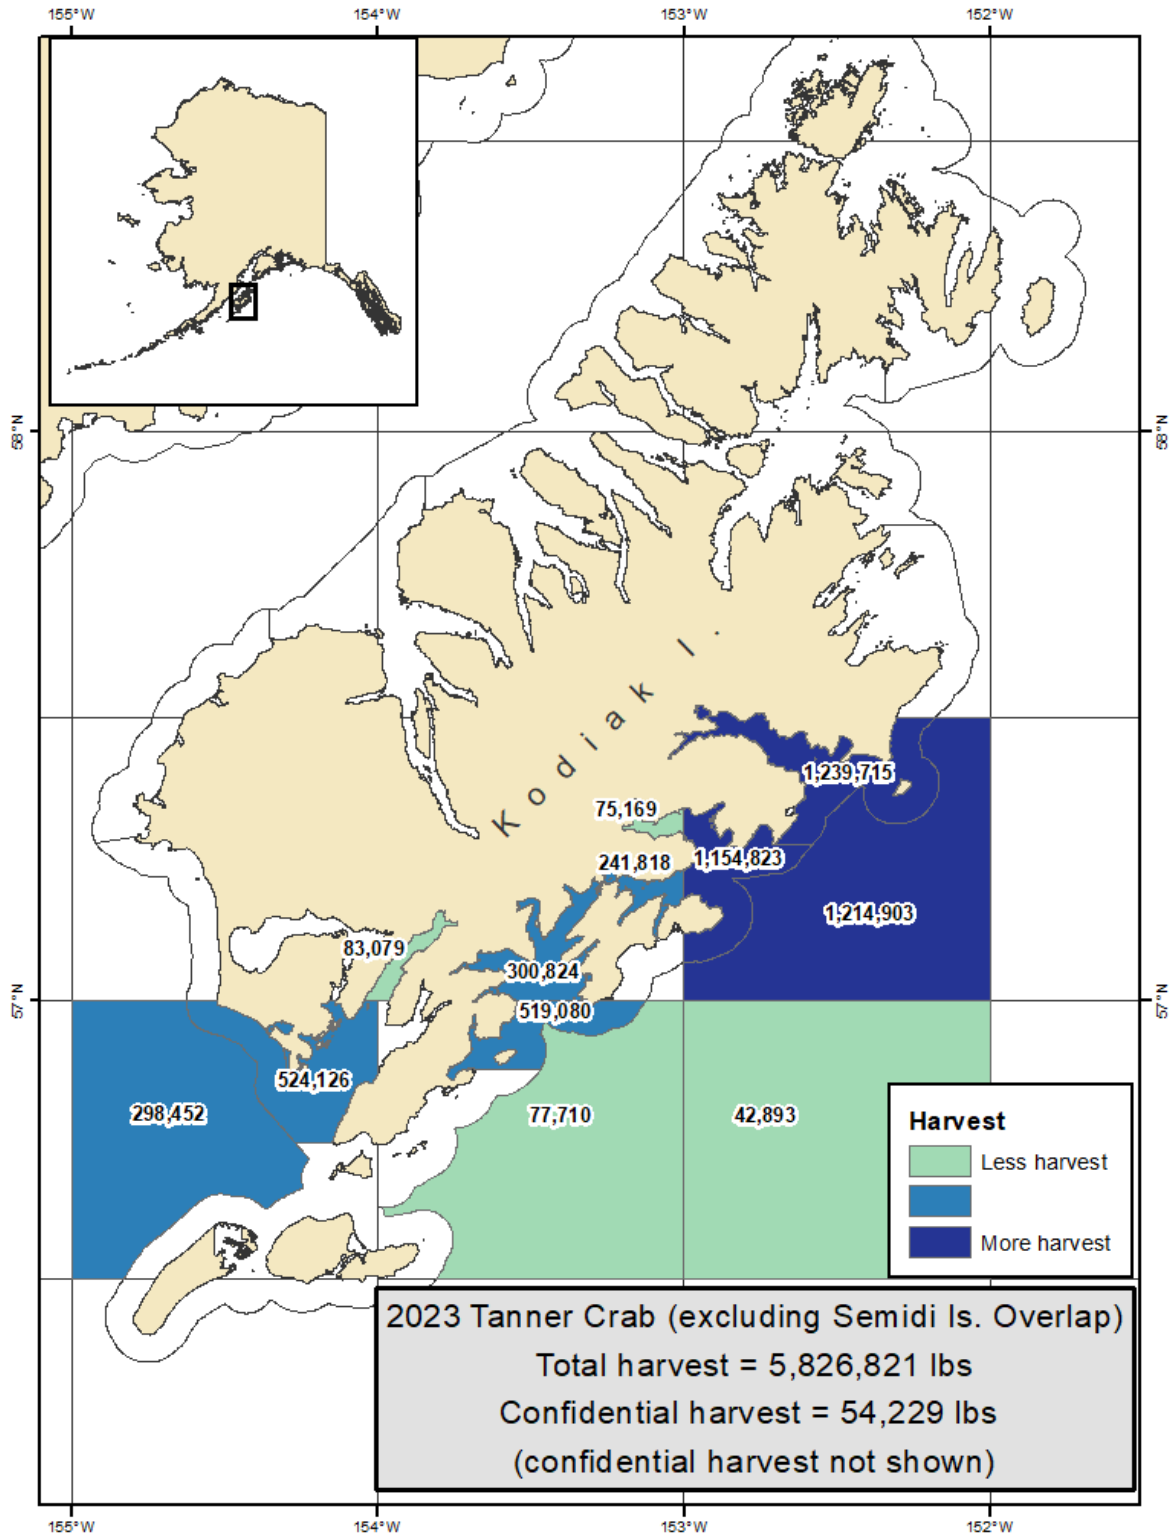 155°W 154°W 153°W 152°W
58°N 58°N
Kodiak I.
1,239,715
75,169
241,818 1,154,823
1,214,903
83,079
300,824
57°N 519,080 57°N
524,126
298,452 77,710 42,893
Harvest
Less harvest
More harvest
2023 Tanner Crab (excluding Semidi Is. Overlap)
Total harvest = 5,826,821 lbs
Confidential harvest = 54,229 lbs
(confidential harvest not shown)
155°W 154°W 153°W 152°W